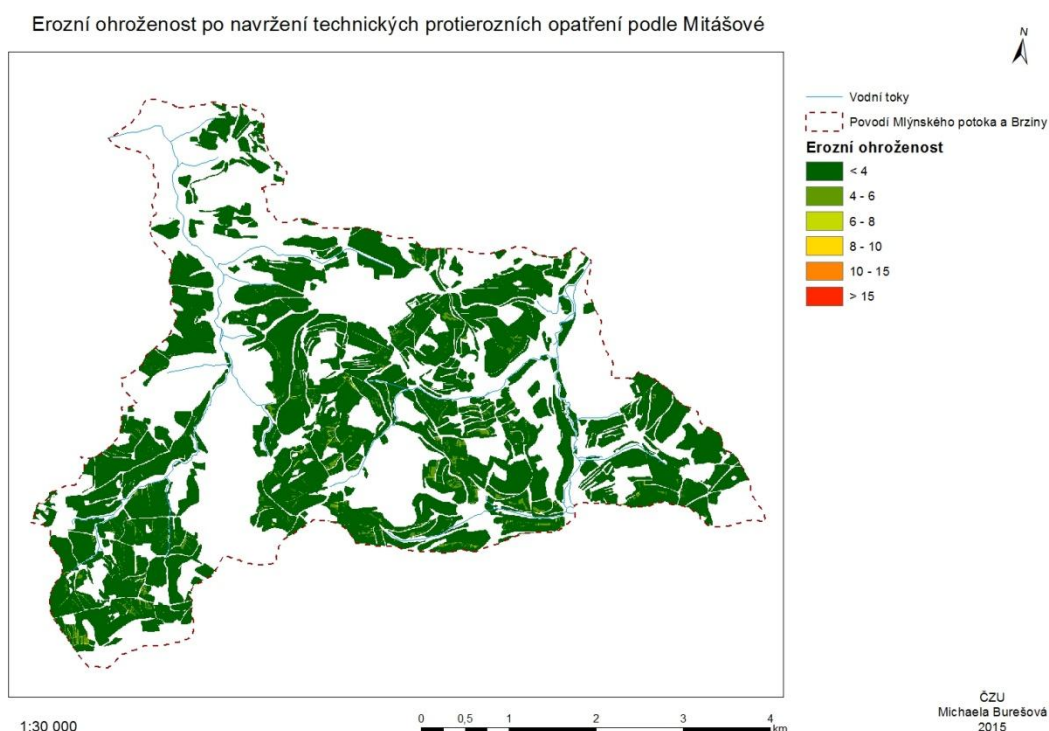 Erozní ohroženost po navržení technických protierozních opatření podle Mitášové
N
Vodní toky
Povodí Mlýnského potoka a Brziny
Erozní ohroženost
< 4
4 - 6
6 - 8
8 - 10
10 - 15
> 15
1:30 000
0 0,5 1 2 3 4
km
ČZU
Michaela Burešová
2015